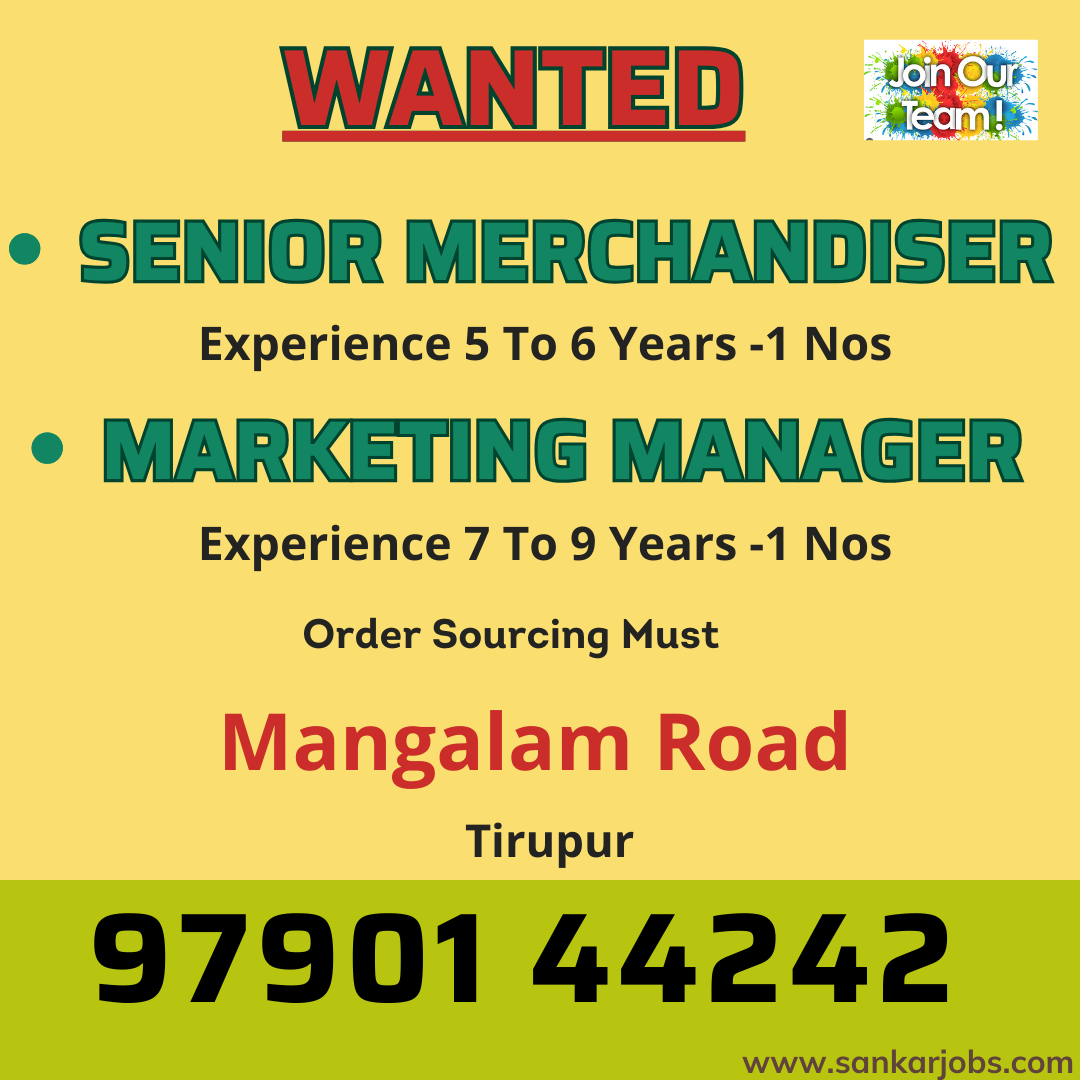 WANTED
Join Our
Team !
• SENIOR MERCHANDISER
Experience 5 To 6 Years -1 Nos
• MARKETING MANAGER
Experience 7 To 9 Years -1 Nos
Order Sourcing Must
Mangalam Road
Tirupur
97901 44242
www.sankarjobs.com